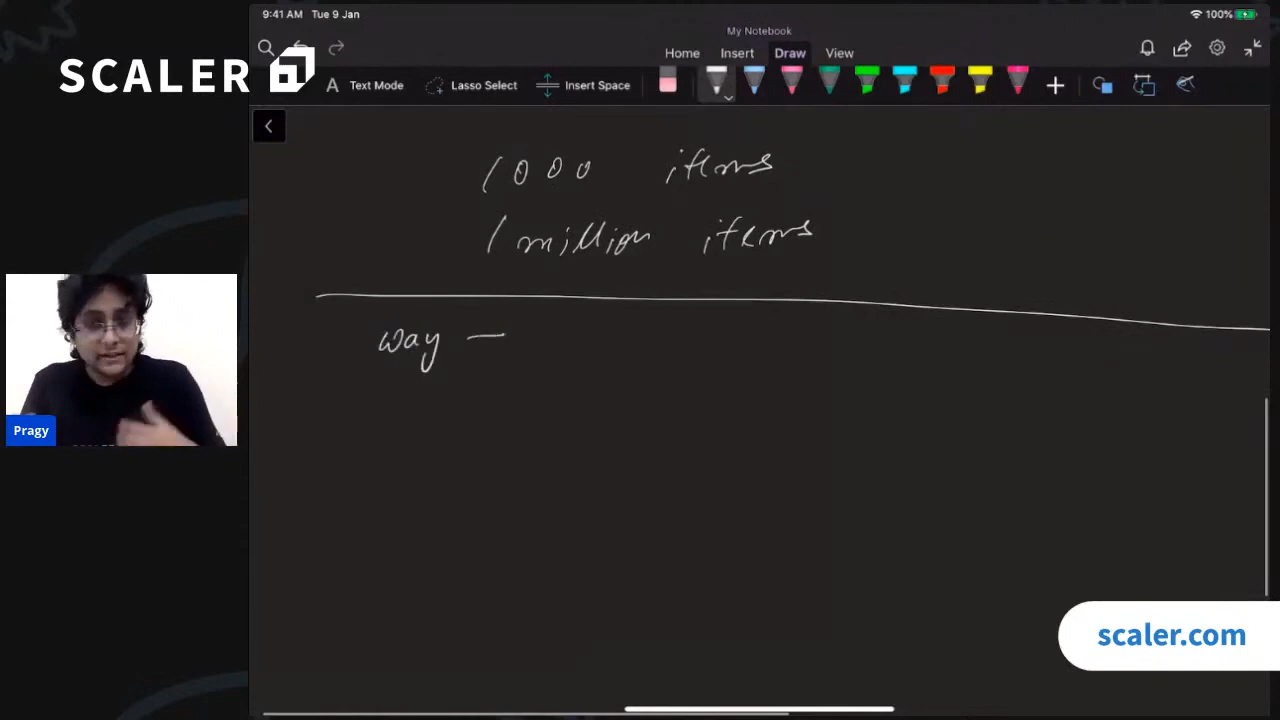 9:41 AM Tue 9 Jan
100%
My Notebook
SCALER
Home Insert Draw View
A Text Mode Lasso Select Insert Space
1000 items
1 million items
way —
Pragy
scaler.com